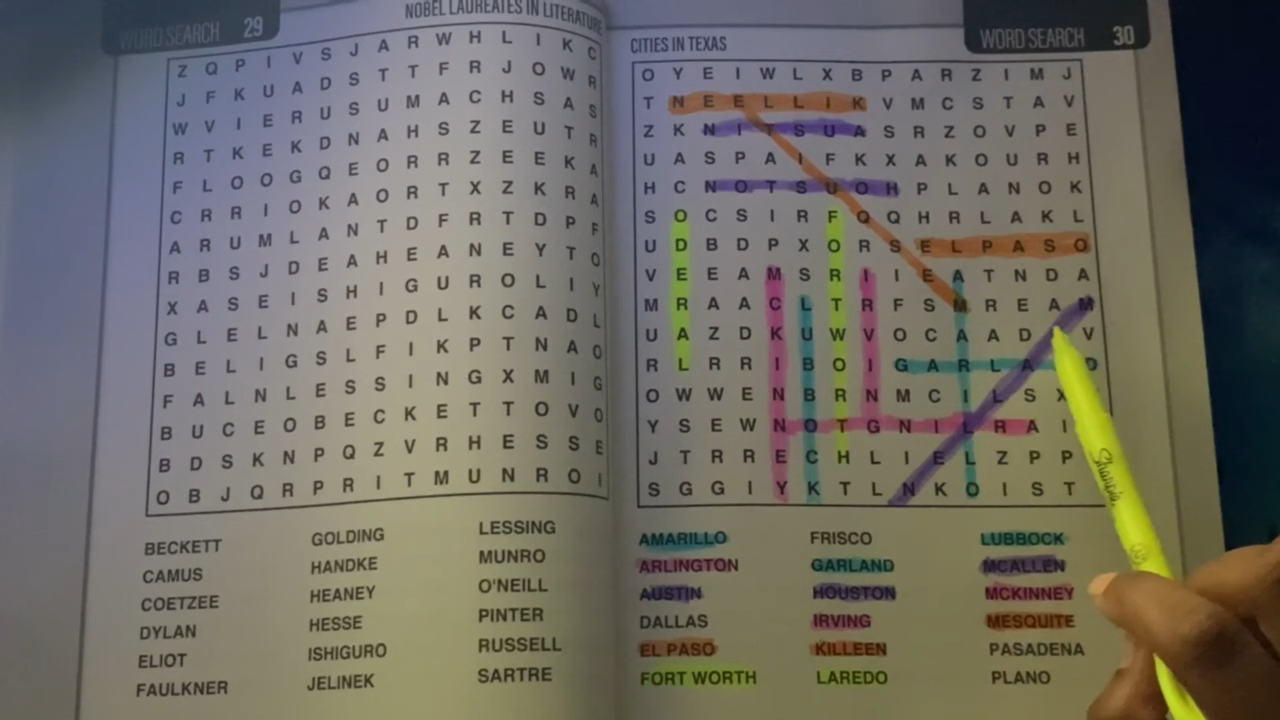 WORD SEARCH 29
NOBEL LAUREATES IN LITERATURE
Z Q P I V S J A R W H L I K C
J F K U A D S T T F R J O W R
W V I E R U S U M A C H S A S
R T K E K D N A H S Z E U T R
F L O O G Q E O R R Z E E K A
C R R I O K A O R T X Z K R A
A R U M L A N T D F R T D P F
R B S J D E A H E A N E Y T O
X A S E I S H I G U R O L I Y
G L E L N A E P D L K C A D L
B E L I G S L F I K P T N A O
F A L N L E S S I N G X M I G
B U C E O B E C K E T T O V O
B D S K N P Q Z V R H E S S E
O B J Q R P R I T M U N R O I
BECKETT
CAMUS
COETZEE
DYLAN
ELIOT
FAULKNER
GOLDING
HANDKE
HEANEY
HESSE
ISHIGURO
JELINEK
LESSING
MUNRO
O'NEILL
PINTER
RUSSELL
SARTRE
CITIES IN TEXAS
WORD SEARCH 30
O Y E I W L X B P A R Z I M J
T N E E L L I K V M C S T A V
Z K N I T S U A S R Z O V P E
U A S P A I F K X A K O U R H
H C N O T S U O H P L A N O K
S O C S I R F Q Q H R L A K L
U D B D P X O R S E L P A S O
V E E A M S R I I E A T N D A
M R A A C L T R F S M R E A M
U A Z D K U W V O C A A D V
R L R R I B O I G A R L A D
O W W E N B R N M C I L S X
Y S E W N O T G N I L R A I
J T R R E C H L I E L Z P P
S G G I Y K T L N K O I S T
AMARILLO
ARLINGTON
AUSTIN
DALLAS
EL PASO
FORT WORTH
FRISCO
GARLAND
HOUSTON
IRVING
KILLEEN
LAREDO
LUBBOCK
MCALLEN
MCKINNEY
MESQUITE
PASADENA
PLANO
Sharpie